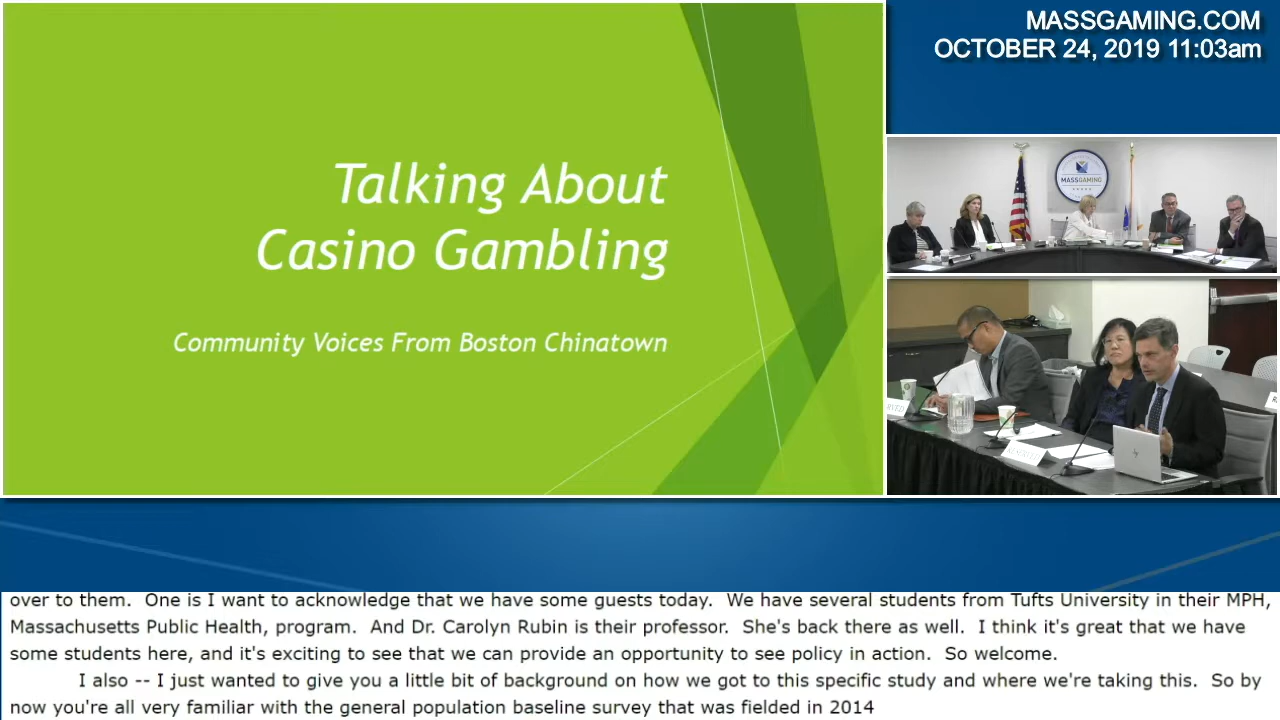 Talking About
Casino Gambling
Community Voices From Boston Chinatown
MASSGAMING.COM
OCTOBER 24, 2019 11:03am
MASSGAMING
over to them.  One is I want to acknowledge that we have some guests today.  We have several students from Tufts University in their MPH,
Massachusetts Public Health, program.  And Dr. Carolyn Rubin is their professor.  She's back there as well.  I think it's great that we have
some students here, and it's exciting to see that we can provide an opportunity to see policy in action.  So welcome.
I also -- I just wanted to give you a little bit of background on how we got to this specific study and where we're taking this.  So by
now you're all very familiar with the general population baseline survey that was fielded in 2014